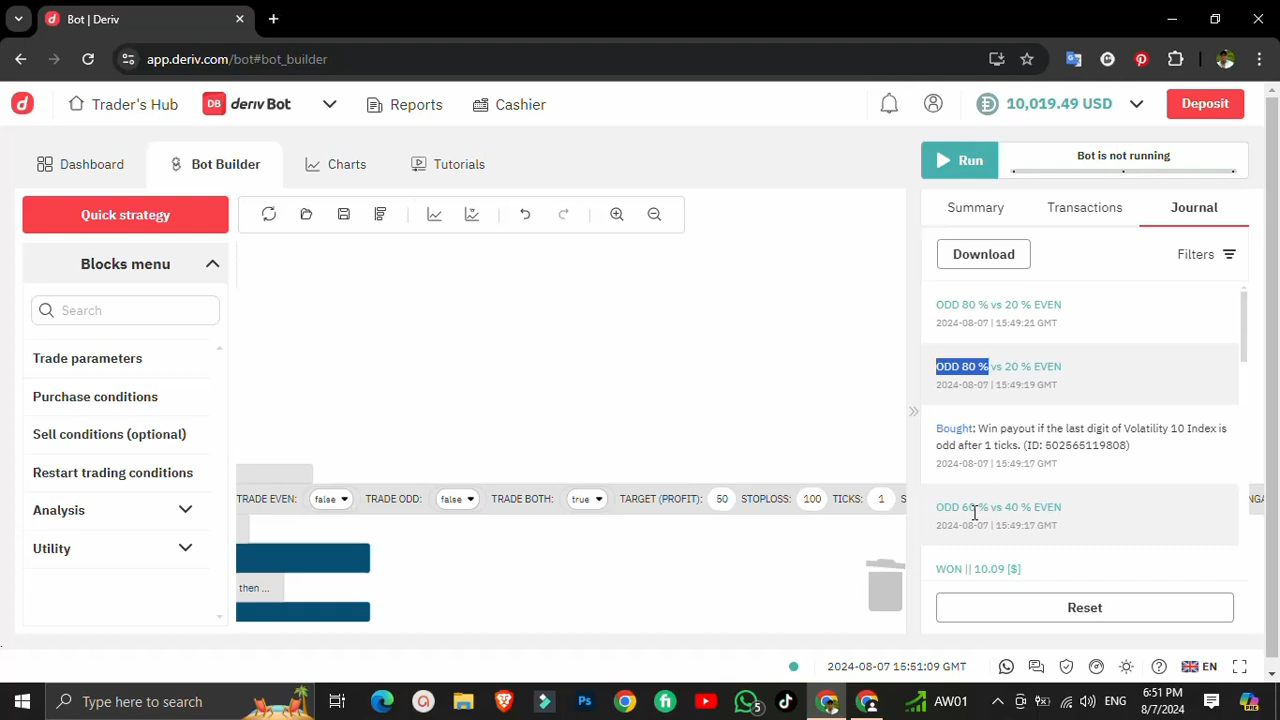 Bot | Deriv
app.deriv.com/bot#bot_builder
Trader's Hub
DB
deriv Bot
Reports
Cashier
10,019.49 USD
Deposit
Dashboard
Bot Builder
Charts
Tutorials
Run
Bot is not running
Quick strategy
Summary
Transactions
Journal
Blocks menu
Download
Filters
Search
ODD 80 % vs 20 % EVEN
2024-08-07 | 15:49:21 GMT
Trade parameters
ODD 80 % vs 20 % EVEN
2024-08-07 | 15:49:19 GMT
Purchase conditions
Sell conditions (optional)
Bought: Win payout if the last digit of Volatility 10 Index is
odd after 1 ticks. (ID: 502565119808)
2024-08-07 | 15:49:17 GMT
Restart trading conditions
TRADE EVEN: false TRADE ODD: false TRADE BOTH: true TARGET (PROFIT): 50 STOPLOSS: 100 TICKS: 1 S
NGA
Analysis
ODD 60 % vs 40 % EVEN
2024-08-07 | 15:49:17 GMT
Utility
WON || 10.09 [$]
then ...
Reset
2024-08-07 15:51:09 GMT
EN
Type here to search
5
AW01
ENG
6:51 PM
8/7/2024